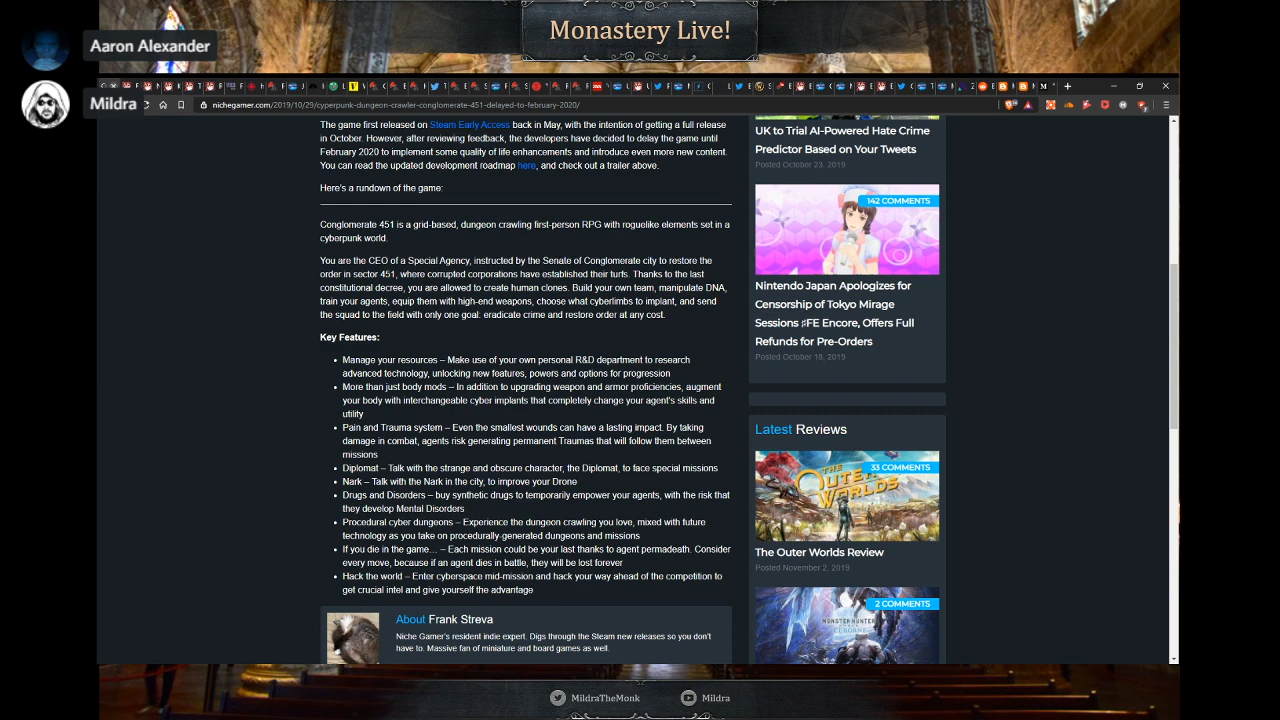 Monastery Live!
Aaron Alexander
Mildra
nichegamer.com/2019/10/29/cyperpunk-dungeon-crawler-conglomerate-451-delayed-to-february-2020/
The game first released on Steam Early Access back in May, with the intention of getting a full release
in October. However, after reviewing feedback, the developers have decided to delay the game until
February 2020 to implement some quality of life enhancements and introduce even more new content.
You can read the updated development roadmap here, and check out a trailer above.
Here's a rundown of the game:
Conglomerate 451 is a grid-based, dungeon crawling first-person RPG with roguelike elements set in a
cyberpunk world.
You are the CEO of a Special Agency, instructed by the Senate of Conglomerate city to restore the
order in sector 451, where corrupted corporations have established their turfs. Thanks to the last
constitutional decree, you are allowed to create human clones. Build your own team, manipulate DNA,
train your agents, equip them with high-end weapons, choose what cyberlimbs to implant, and send
the squad to the field with only one goal: eradicate crime and restore order at any cost.
Key Features:
Manage your resources – Make use of your own personal R&D department to research
advanced technology, unlocking new features, powers and options for progression
More than just body mods – In addition to upgrading weapon and armor proficiencies, augment
your body with interchangeable cyber implants that completely change your agent's skills and
utility
Pain and Trauma system – Even the smallest wounds can have a lasting impact. By taking
damage in combat, agents risk generating permanent Traumas that will follow them between
missions
Diplomat – Talk with the strange and obscure character, the Diplomat, to face special missions
Nark – Talk with the Nark in the city, to improve your Drone
Drugs and Disorders – buy synthetic drugs to temporarily empower your agents, with the risk that
they develop Mental Disorders
Procedural cyber dungeons – Experience the dungeon crawling you love, mixed with future
technology as you take on procedurally-generated dungeons and missions
If you die in the game… – Each mission could be your last thanks to agent permadeath. Consider
every move, because if an agent dies in battle, they will be lost forever
Hack the world – Enter cyberspace mid-mission and hack your way ahead of the competition to
get crucial intel and give yourself the advantage
About Frank Streva
Niche Gamer's resident indie expert. Digs through the Steam new releases so you don't
have to. Massive fan of miniature and board games as well.
UK to Trial AI-Powered Hate Crime
Predictor Based on Your Tweets
Posted October 23, 2019
142 COMMENTS
Nintendo Japan Apologizes for
Censorship of Tokyo Mirage
Sessions ♯FE Encore, Offers Full
Refunds for Pre-Orders
Posted October 18, 2019
Latest Reviews
33 COMMENTS
THE
OUTER
WORLDS
The Outer Worlds Review
Posted November 2, 2019
2 COMMENTS
MONSTER HUNTER
MildraTheMonk
Mildra